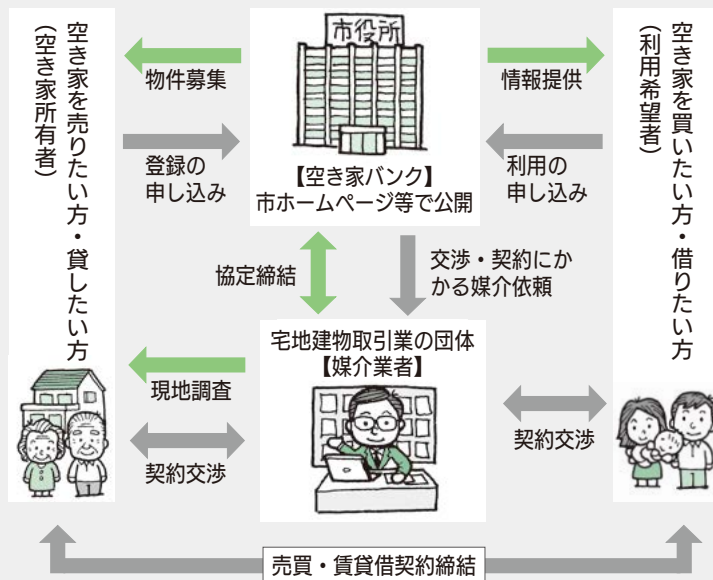 空き家を売りたい方・貸したい方
（空き家所有者）
物件募集
登録の
申し込み
市役所
【空き家バンク】
市ホームページ等で公開
情報提供
利用の
申し込み
空き家を買いたい方・借りたい方
（利用希望者）
協定締結
交渉・契約にか
かる媒介依頼
宅地建物取引業の団体
【媒介業者】
現地調査
契約交渉
契約交渉
売買・賃貸借契約締結